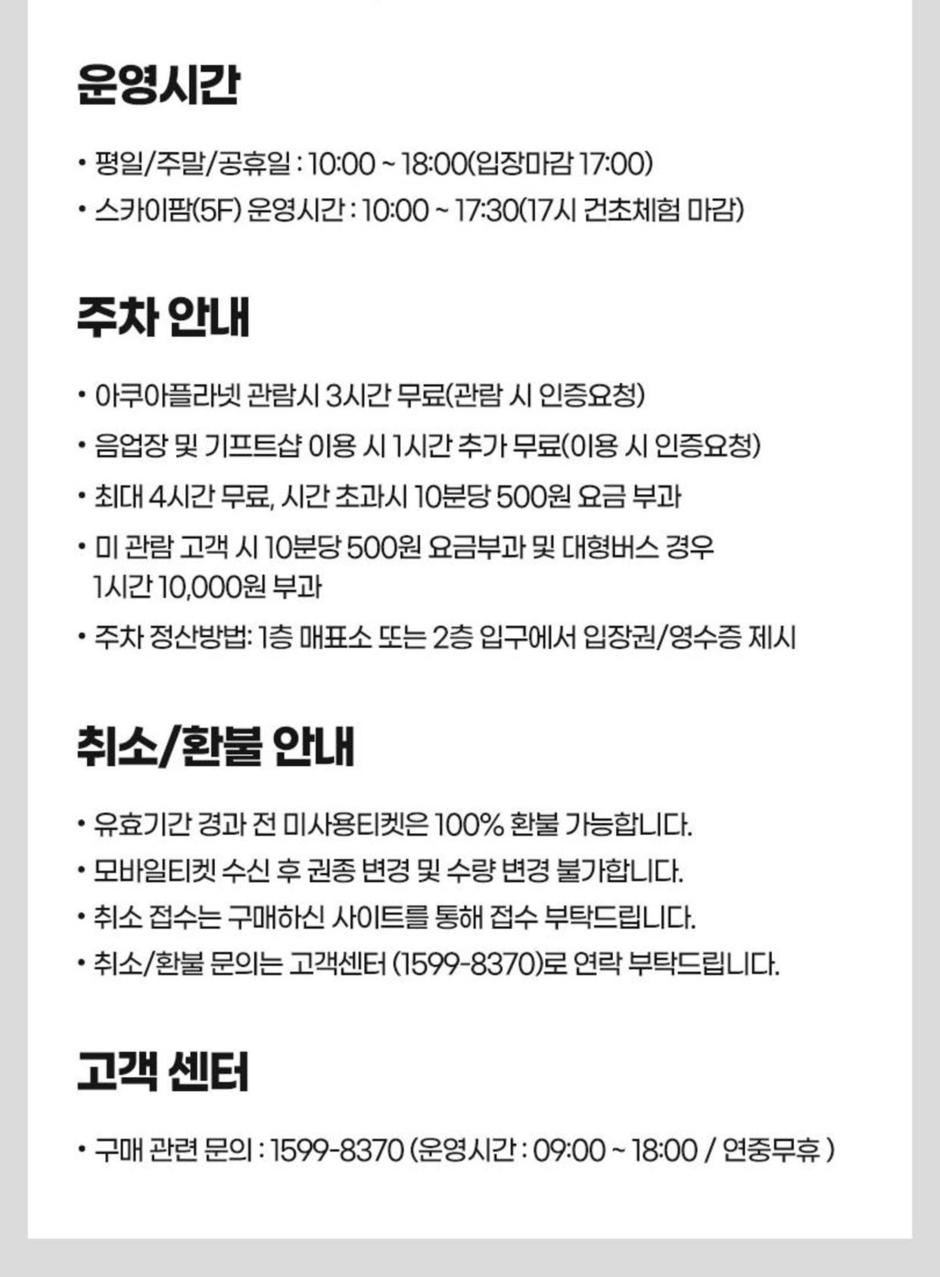 운영시간
• 평일/주말/공휴일 : 10:00 ~ 18:00(입장마감 17:00)
• 스카이팜(5F) 운영시간 : 10:00 ~ 17:30(17시 건초체험 마감)
주차 안내
• 아쿠아플라넷 관람시 3시간 무료(관람 시 인증요청)
• 음업장 및 기프트샵 이용 시 1시간 추가 무료(이용 시 인증요청)
• 최대 4시간 무료, 시간 초과시 10분당 500원 요금 부과
• 미 관람 고객 시 10분당 500원 요금부과 및 대형버스 경우
1시간 10,000원 부과
• 주차 정산방법: 1층 매표소 또는 2층 입구에서 입장권/영수증 제시
취소/환불 안내
• 유효기간 경과 전 미사용티켓은 100% 환불 가능합니다.
• 모바일티켓 수신 후 권종 변경 및 수량 변경 불가합니다.
• 취소 접수는 구매하신 사이트를 통해 접수 부탁드립니다.
• 취소/환불 문의는 고객센터 (1599-8370)로 연락 부탁드립니다.
고객 센터
• 구매 관련 문의 : 1599-8370 (운영시간 : 09:00 ~ 18:00 / 연중무휴 )